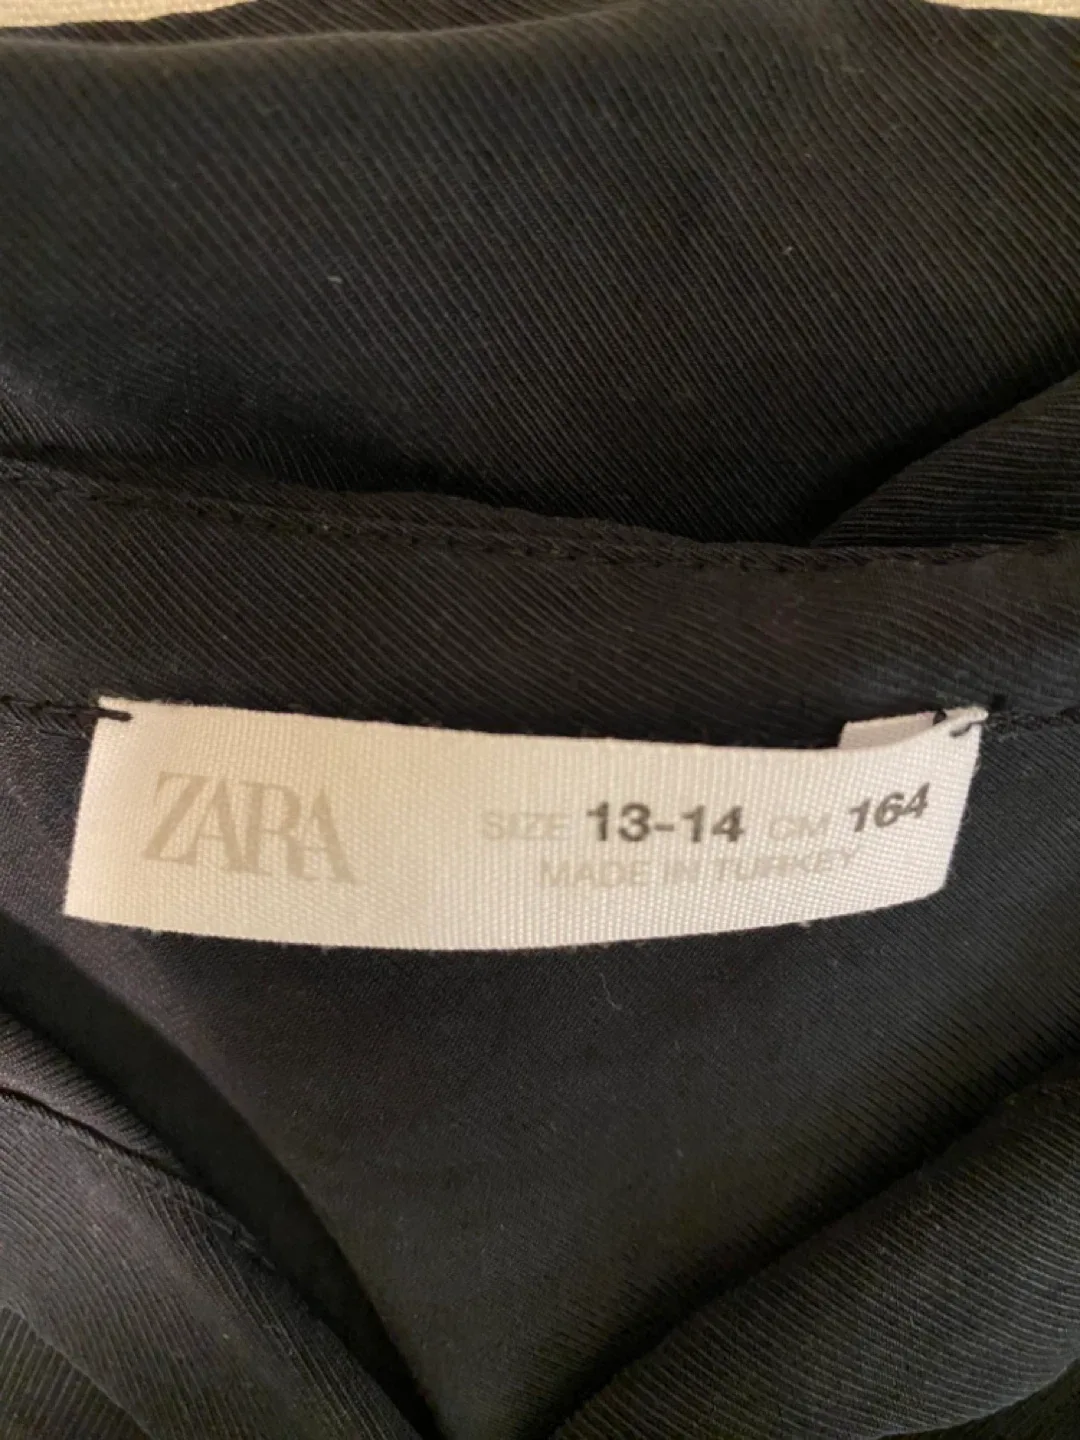 ZARA
SIZE 13-14 CM 164
MADE IN TURKEY